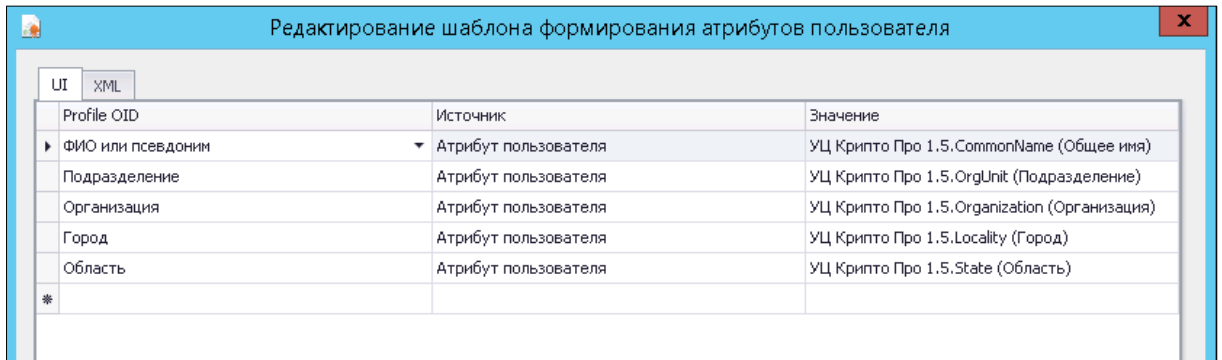 Редактирование шаблона формирования атрибутов пользователя
x
UI XML
Profile OID Источник Значение
ФИО или псевдоним Атрибут пользователя УЦ Крипто Про 1.5.CommonName (Общее имя)
Подразделение Атрибут пользователя УЦ Крипто Про 1.5.OrgUnit (Подразделение)
Организация Атрибут пользователя УЦ Крипто Про 1.5.Organization (Организация)
Город Атрибут пользователя УЦ Крипто Про 1.5.Locality (Город)
Область Атрибут пользователя УЦ Крипто Про 1.5.State (Область)